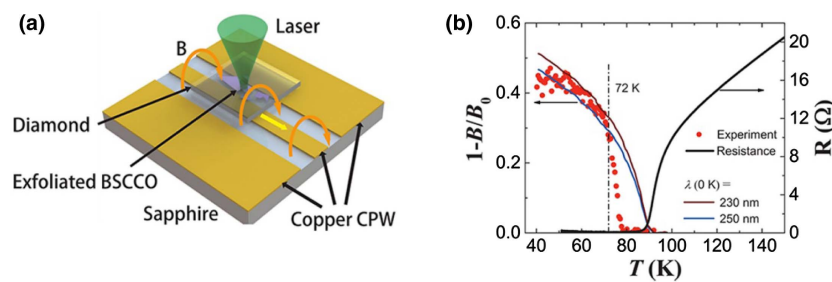 (a)
Laser
B
Diamond
Exfoliated BSCCO
Sapphire
Copper CPW
(b)
0.6
0.4
0.2
0.0
1-B/B0
20
16
12
8
4
0
R (Ω)
72 K
Experiment
Resistance
λ (0 K) =
230 nm
250 nm
40 60 80 100 120 140
T (K)